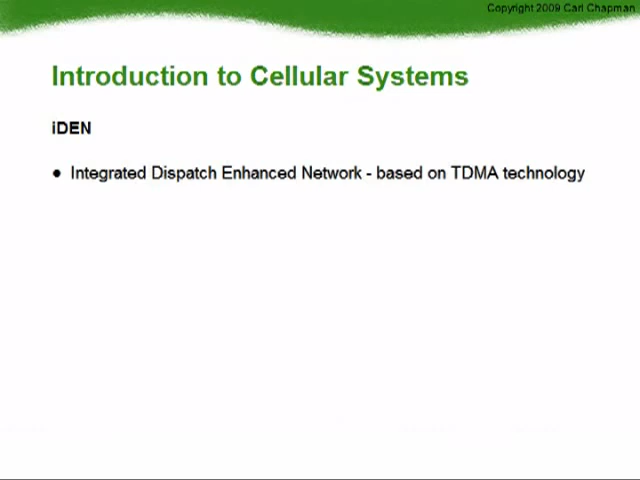 Copyright 2009 Carl Chapman
Introduction to Cellular Systems
iDEN
● Integrated Dispatch Enhanced Network - based on TDMA technology